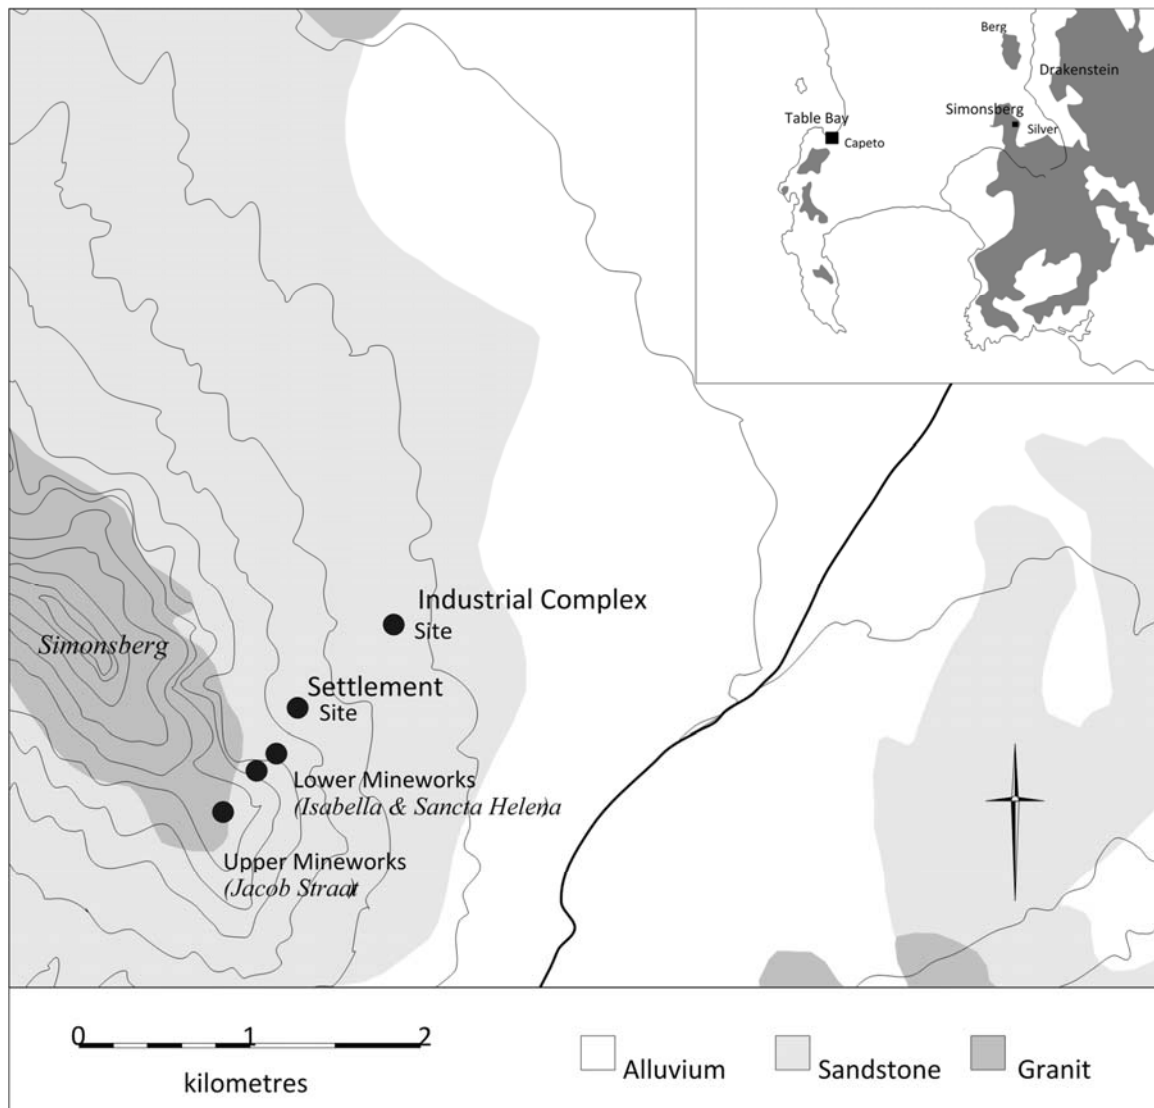 Berg
Drakenstein
Simonsberg
Silver
Table Bay
Capeto
Industrial Complex
Site
Simonsberg
Settlement
Site
Lower Mineworks
(Isabella & Sancta Helena)
Upper Mineworks
(Jacob Straat)
0 1 2
kilometres
Alluvium Sandstone Granit